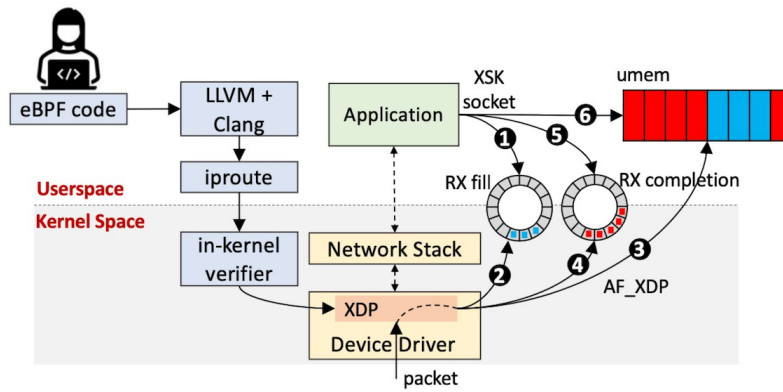 </>
eBPF code
LLVM +
Clang
iproute
Userspace
Kernel Space
in-kernel
verifier
Application
XSK
socket
umem
6
1
5
RX fill
RX completion
Network Stack
2
4
3
AF_XDP
XDP
Device Driver
packet